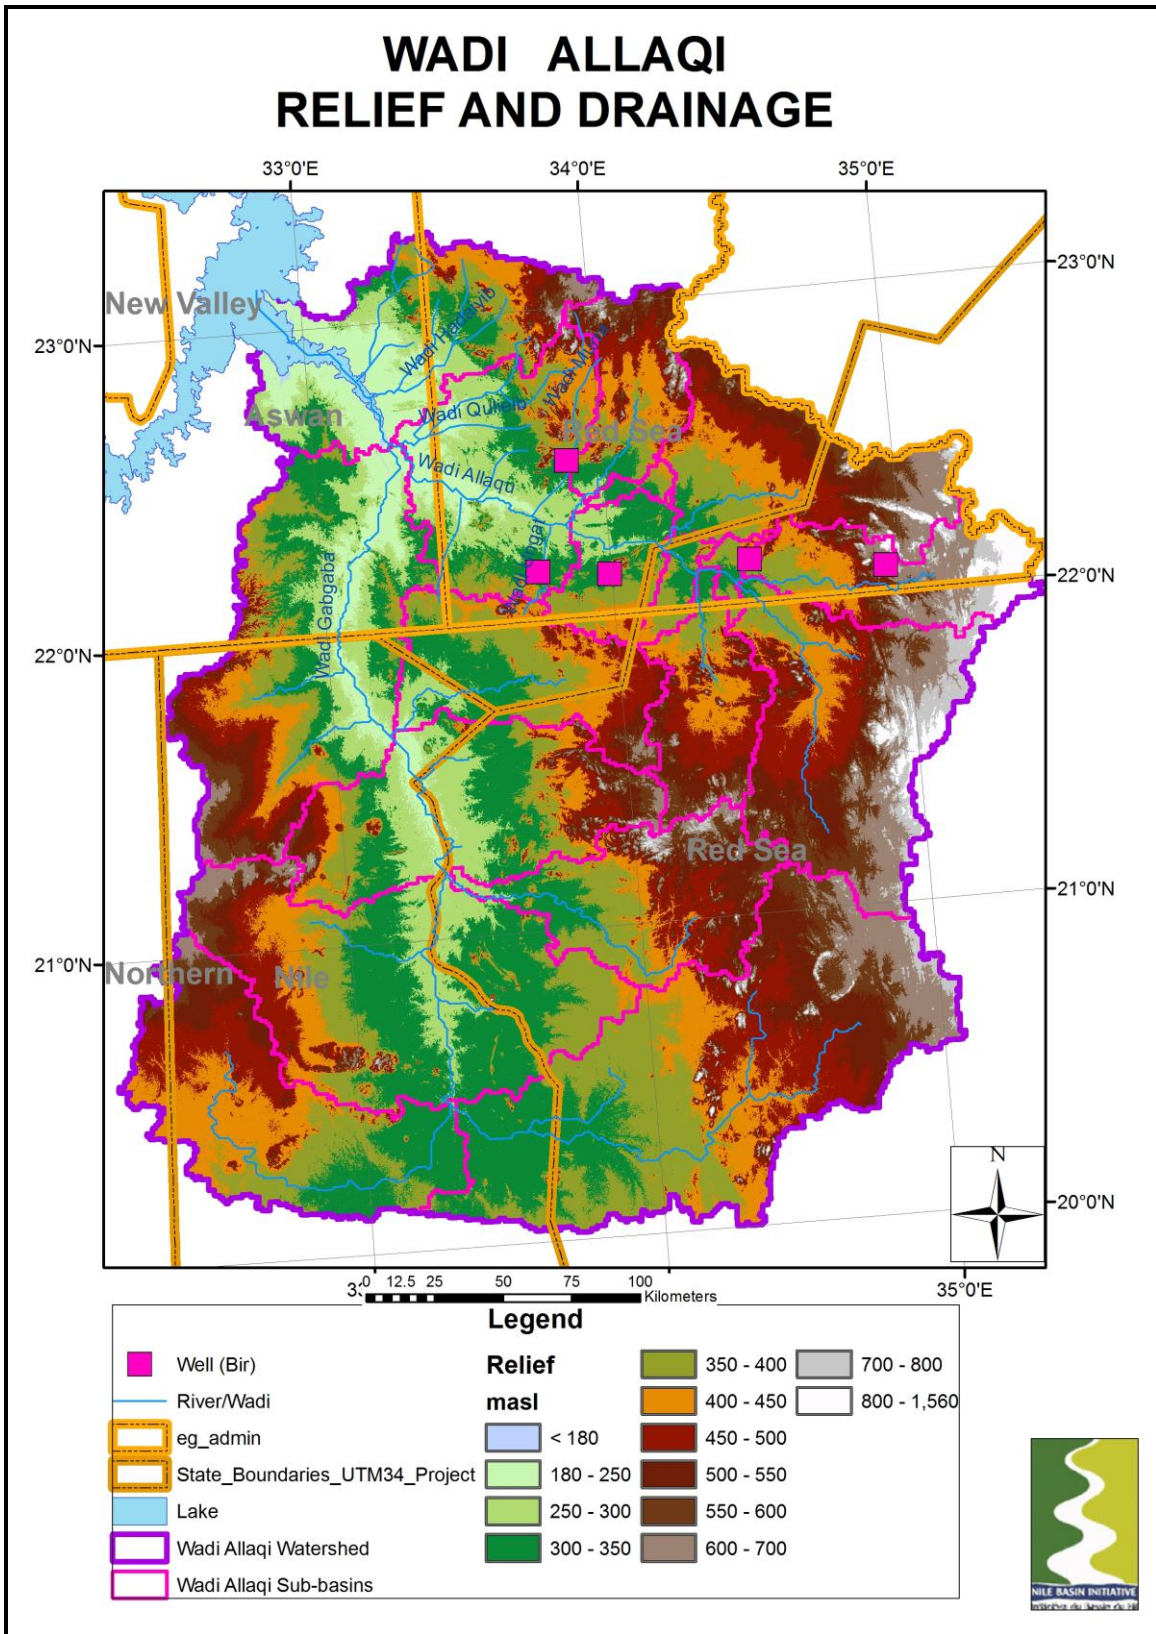 WADI ALLAQI
RELIEF AND DRAINAGE
33°0'E
34°0'E
35°0'E
23°0'N
23°0'N
New Valley
Wadi Hadayib
Aswan
Wadi Quleib
Red Sea
Wadi Allaqu
22°0'N
Wadi Gabgaba
22°0'N
Red Sea
21°0'N
21°0'N
Northern
Nile
N
20°0'N
35°0'E
0 12.5 25 50 75 100
Kilometers
Legend
Well (Bir)
River/Wadi
eg_admin
State_Boundaries_UTM34_Project
Lake
Wadi Allaqi Watershed
Wadi Allaqi Sub-basins
Relief
masl
< 180
180 - 250
250 - 300
300 - 350
350 - 400
400 - 450
450 - 500
500 - 550
550 - 600
600 - 700
700 - 800
800 - 1,560
NILE BASIN INITIATIVE